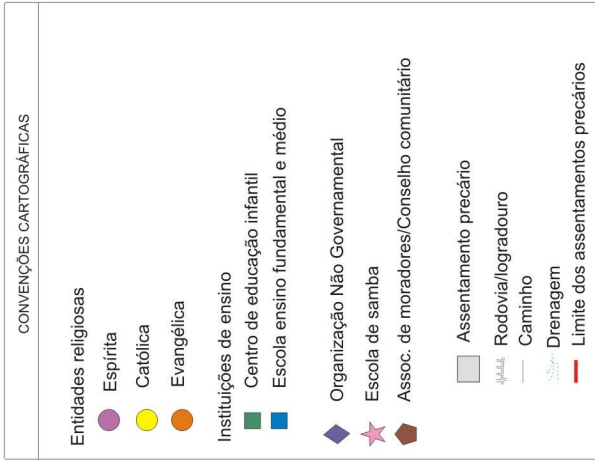 CONVENÇÕES CARTOGRÁFICAS
Entidades religiosas
Espírita
Católica
Evangélica
Instituições de ensino
Centro de educação infantil
Escola ensino fundamental e médio
Organização Não Governamental
Escola de samba
Assoc. de moradores/Conselho comunitário
Assentamento precário
Rodovia/logradouro
Caminho
Drenagem
Limite dos assentamentos precários